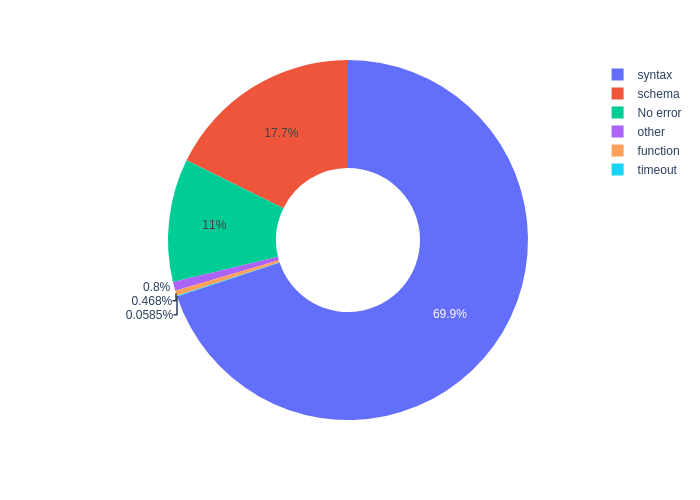 syntax
schema
No error
other
function
timeout
17.7%
11%
0.8%
0.468%
0.0585%
69.9%